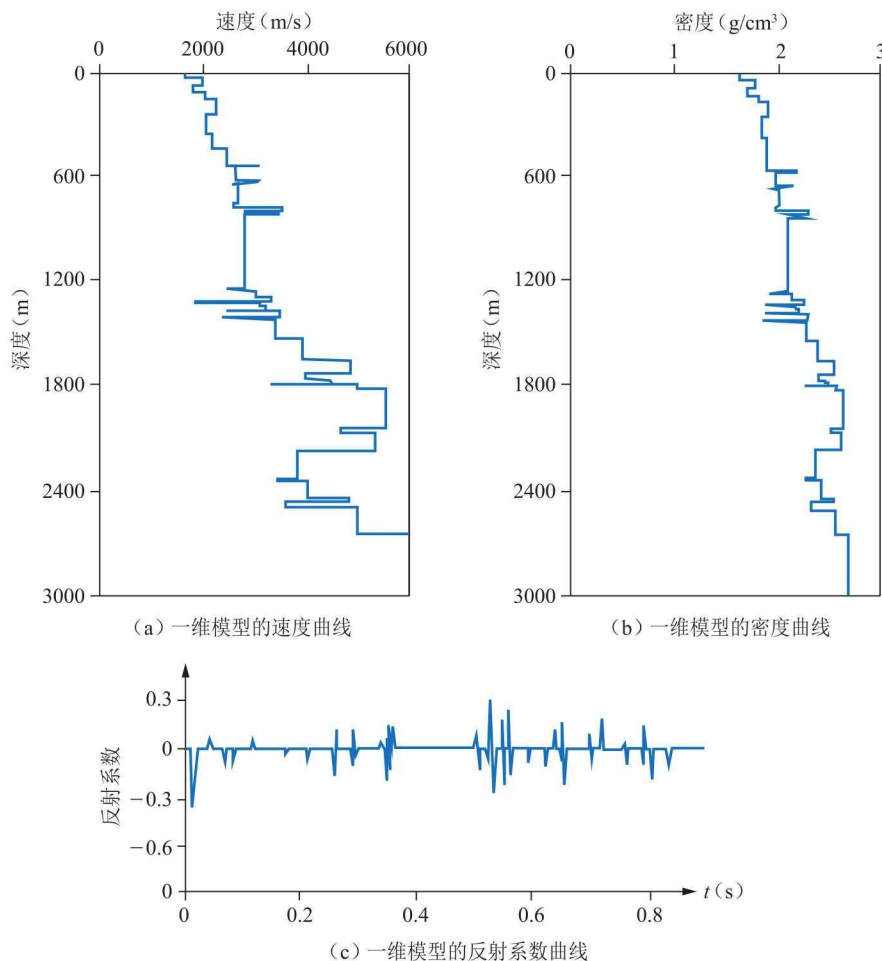 速度(m/s)
0 2000 4000 6000
0
600
1200
1800
2400
3000
深度(m)
(a)一维模型的速度曲线
密度(g/cm³)
0 1 2 3
0
600
1200
1800
2400
3000
深度(m)
(b)一维模型的密度曲线
0.3
0
−0.3
−0.6
0
反射系数
0 0.2 0.4 0.6 0.8
t(s)
(c)一维模型的反射系数曲线